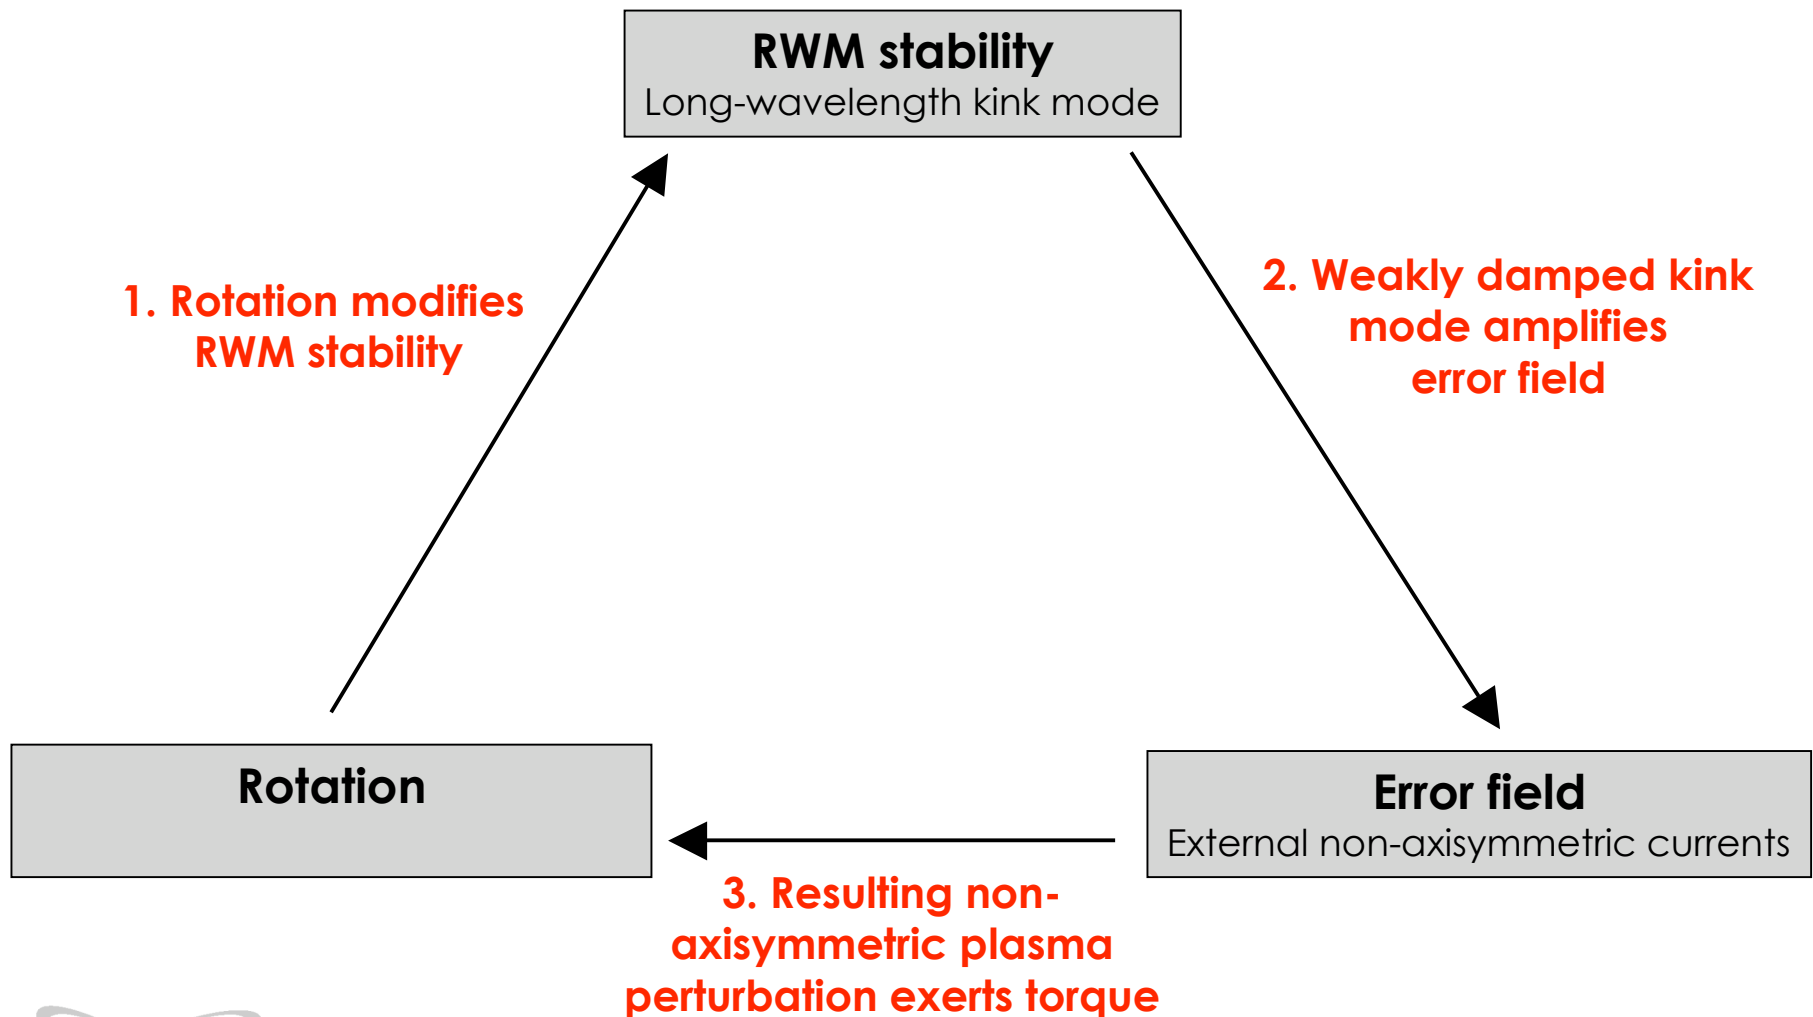 RWM stability
Long-wavelength kink mode
1. Rotation modifies
RWM stability
2. Weakly damped kink
mode amplifies
error field
Rotation
Error field
External non-axisymmetric currents
3. Resulting non-
axisymmetric plasma
perturbation exerts torque